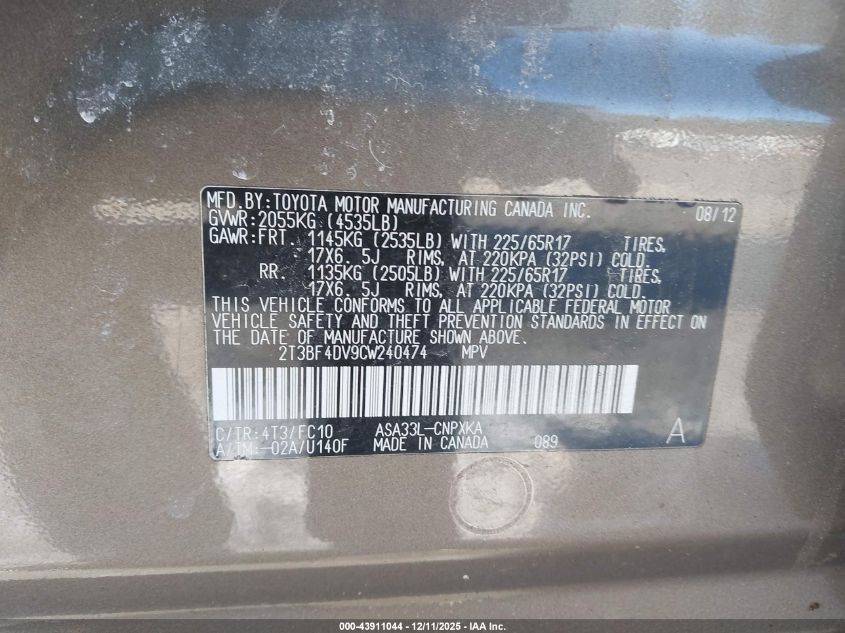 MFD.BY:TOYOTA MOTOR MANUFACTURING CANADA INC. 08/12
GVWR:2055KG (4535LB)
GAWR:FRT. 1145KG (2535LB) WITH 225/65R17 TIRES,
17X6. 5J RIMS, AT 220KPA (32PSI) COLD.
RR. 1135KG (2505LB) WITH 225/65R17 TIRES,
17X6. 5J RIMS, AT 220KPA (32PSI) COLD.
THIS VEHICLE CONFORMS TO ALL APPLICABLE FEDERAL MOTOR
VEHICLE SAFETY AND THEFT PREVENTION STANDARDS IN EFFECT ON
THE DATE OF MANUFACTURE SHOWN ABOVE.
2T3BF4DV9CW240474 MPV
C/TR:4T3/FC10 ASA33L-CNPXKA
A/TM:-02A/U140F MADE IN CANADA 089 A
000-43911044 - 12/11/2025 - IAA Inc.